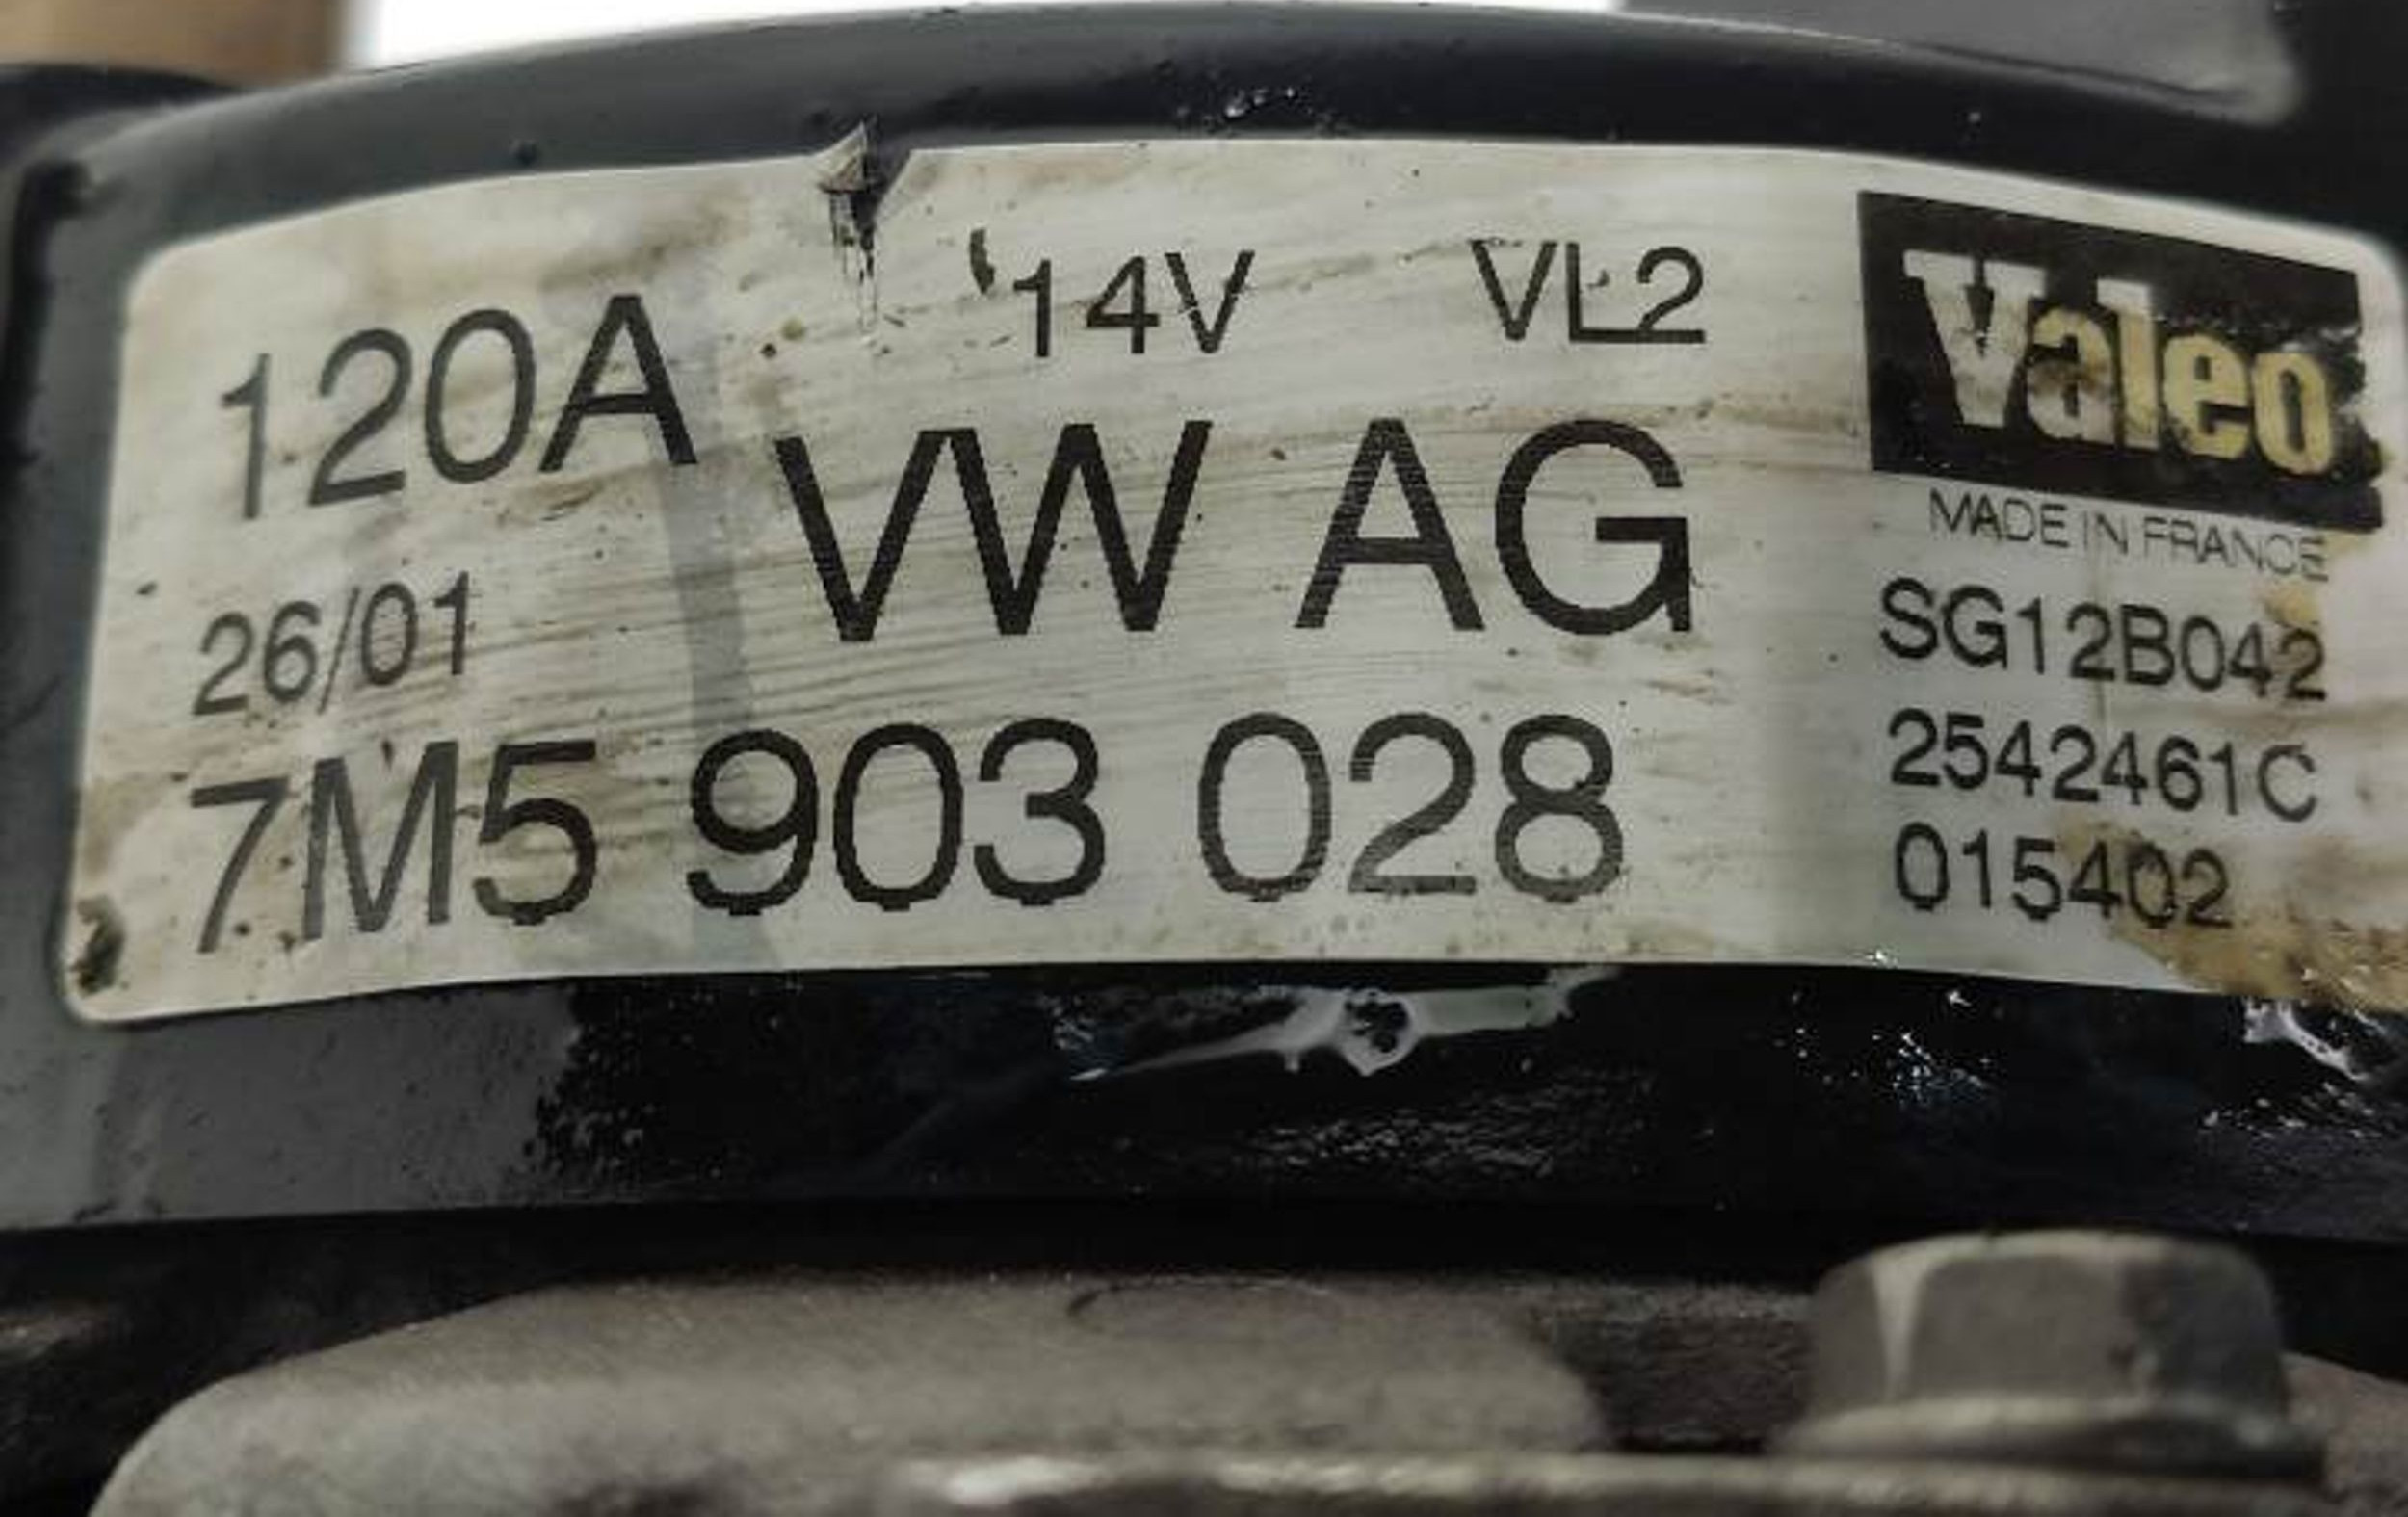 120A 14V VL2
VW AG
26/01
7M5 903 028
Valeo
MADE IN FRANCE
SG12B042
2542461C
015402